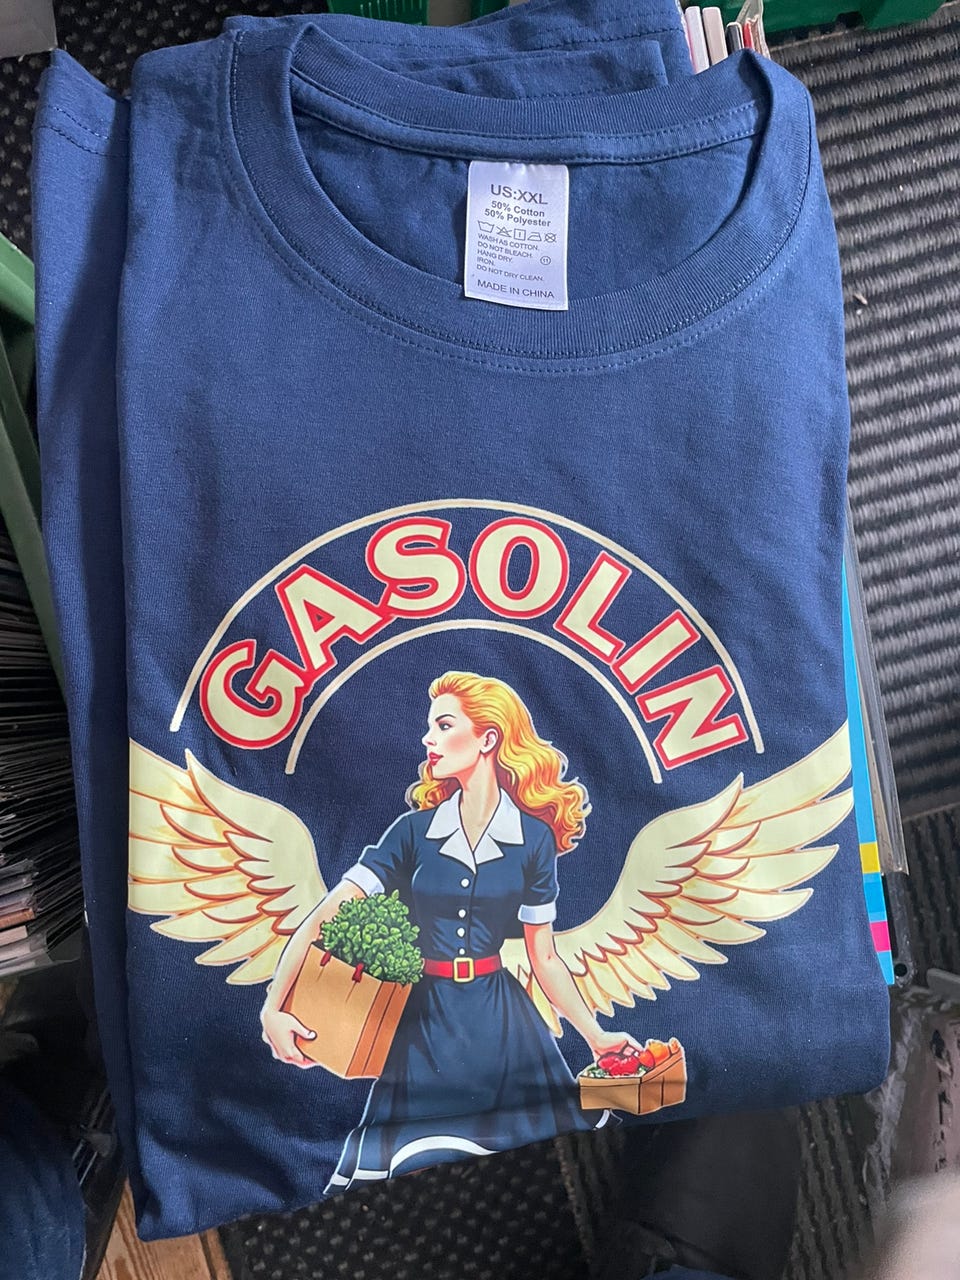 US:XXL
50% Cotton
50% Polyester
WASH AS COTTON.
DO NOT BLEACH.
HANG DRY.
IRON.
DO NOT DRY CLEAN.
11
MADE IN CHINA
GASOLIN